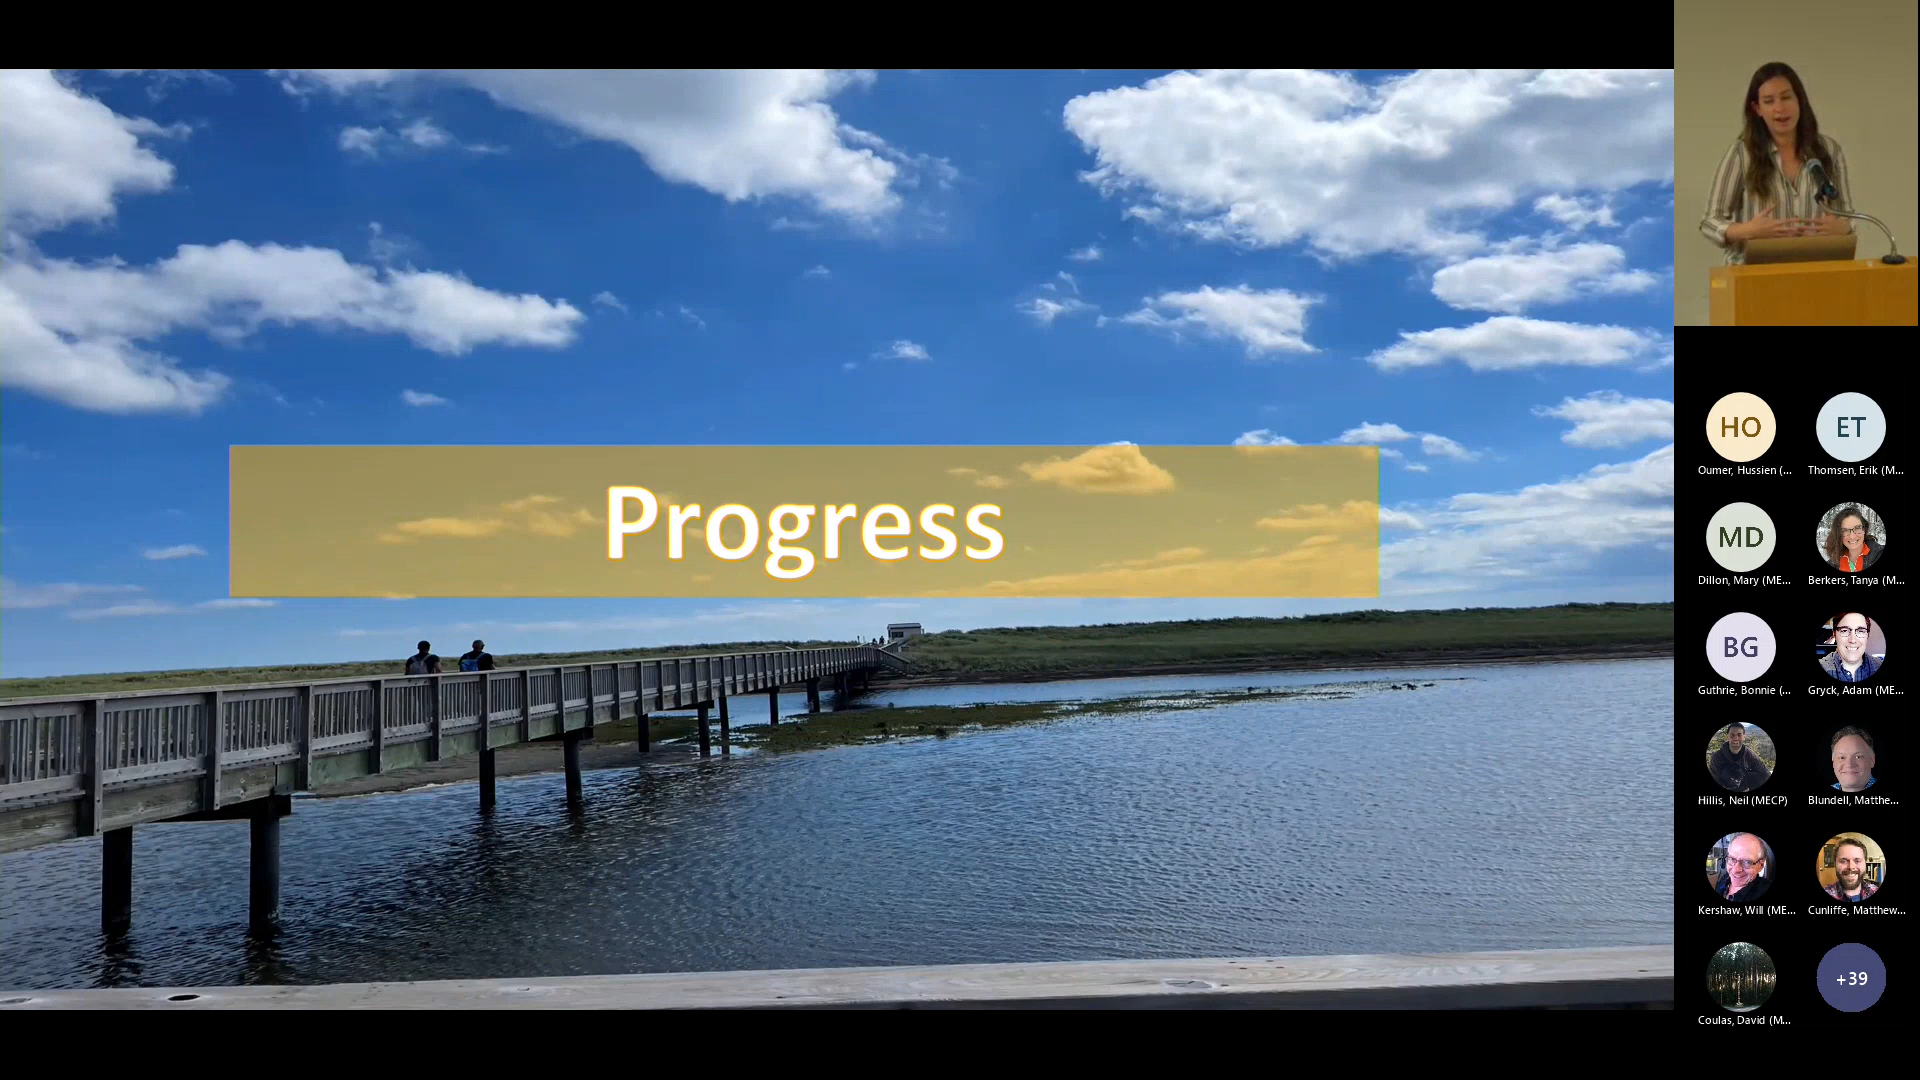 Progress
HO
ET
Oumer, Hussien (...
Thomsen, Erik (M...
MD
Dillon, Mary (ME...
Berkers, Tanya (M...
BG
Guthrie, Bonnie (...
Gryck, Adam (ME...
Hillis, Neil (MECP)
Blundell, Matthe...
Kershaw, Will (ME...
Cunliffe, Matthew...
+39
Coulas, David (M...